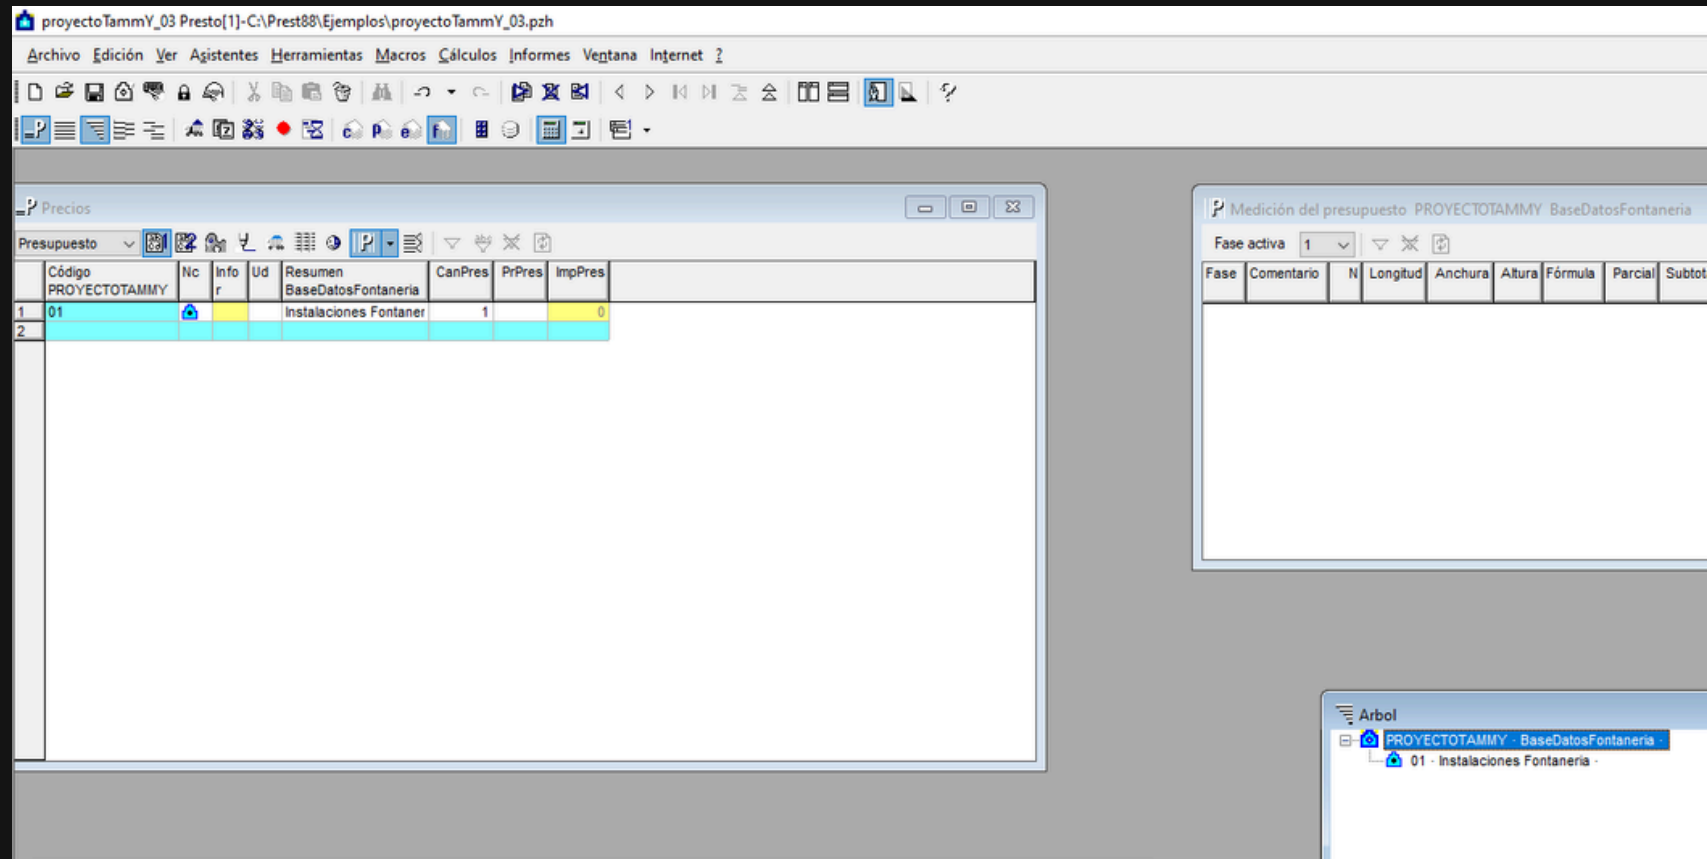 proyectoTammY_03 Presto[1]-C:\Prest88\Ejemplos\proyectoTammY_03.pzh
Archivo Edición Ver Asistentes Herramientas Macros Cálculos Informes Ventana Internet ?
Precios
Presupuesto
Código Nc Info Ud Resumen CanPres PrPres ImpPres
PROYECTOTAMMY r BaseDatosFontaneria
1 01 Instalaciones Fontaner 1 0
2
Medición del presupuesto PROYECTOTAMMY BaseDatosFontaneria
Fase activa 1
Fase Comentario N Longitud Anchura Altura Fórmula Parcial Subtot
Arbol
PROYECTOTAMMY - BaseDatosFontaneria -
01 - Instalaciones Fontaneria -